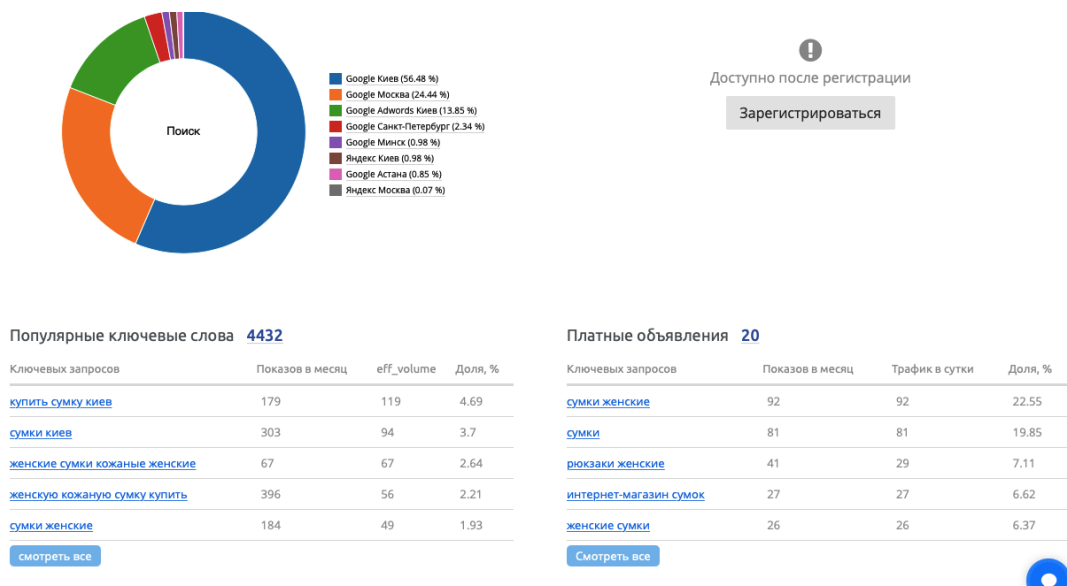 Поиск
Google Киев (56.48 %)
Google Москва (24.44 %)
Google Adwords Киев (13.85 %)
Google Санкт-Петербург (2.34 %)
Google Минск (0.98 %)
Яндекс Киев (0.98 %)
Google Астана (0.85 %)
Яндекс Москва (0.07 %)
Доступно после регистрации
Зарегистрироваться
Популярные ключевые слова 4432
Ключевых запросов Показов в месяц eff_volume Доля, %
купить сумку киев 179 119 4.69
сумки киев 303 94 3.7
женские сумки кожаные женские 67 67 2.64
женскую кожаную сумку купить 396 56 2.21
сумки женские 184 49 1.93
смотреть все
Платные объявления 20
Ключевых запросов Показов в месяц Трафик в сутки Доля, %
сумки женские 92 92 22.55
сумки 81 81 19.85
рюкзаки женские 41 29 7.11
интернет-магазин сумок 27 27 6.62
женские сумки 26 26 6.37
Смотреть все